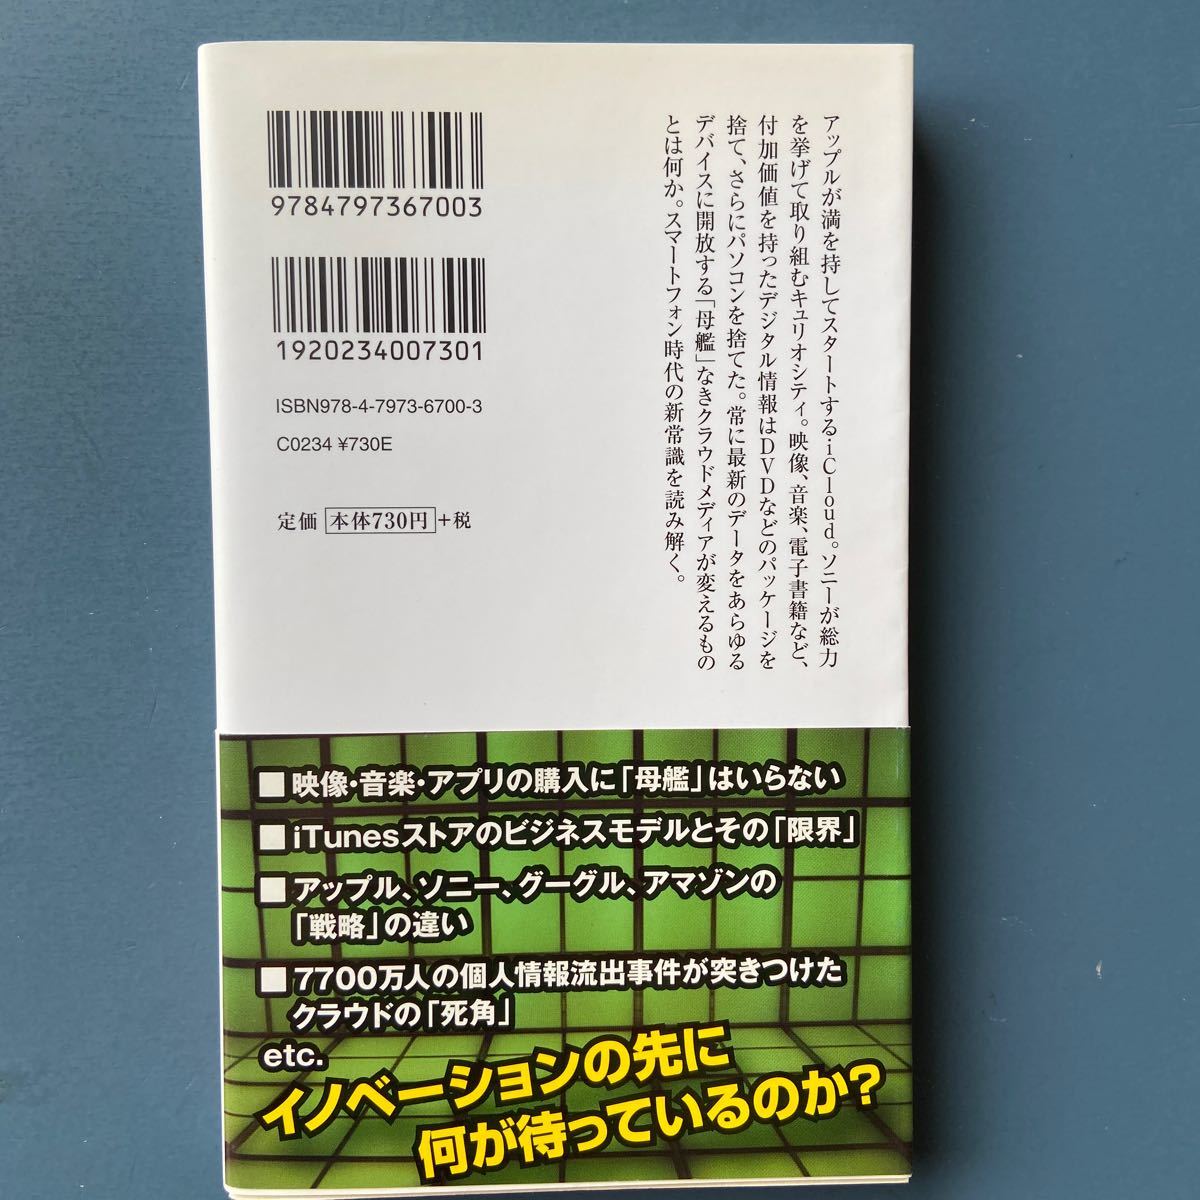 アップルが満を持してスタートするiCloud。ソニーが総力
を挙げて取り組むキュリオシティ。映像、音楽、電子書籍など、
付加価値を持ったデジタル情報はDVDなどのパッケージを
捨て、さらにパソコンを捨てた。常に最新のデータをあらゆる
デバイスに開放する「母艦」なきクラウドメディアが変えるもの
とは何か。スマートフォン時代の新常識を読み解く。
9784797367003
1920234007301
ISBN978-4-7973-6700-3
C0234 ¥730E
定価 本体730円+税
■映像・音楽・アプリの購入に「母艦」はいらない
■iTunesストアのビジネスモデルとその「限界」
■アップル、ソニー、グーグル、アマゾンの
「戦略」の違い
■7700万人の個人情報流出事件が突きつけた
クラウドの「死角」
etc.
イノベーションの先に
何が待っているのか?